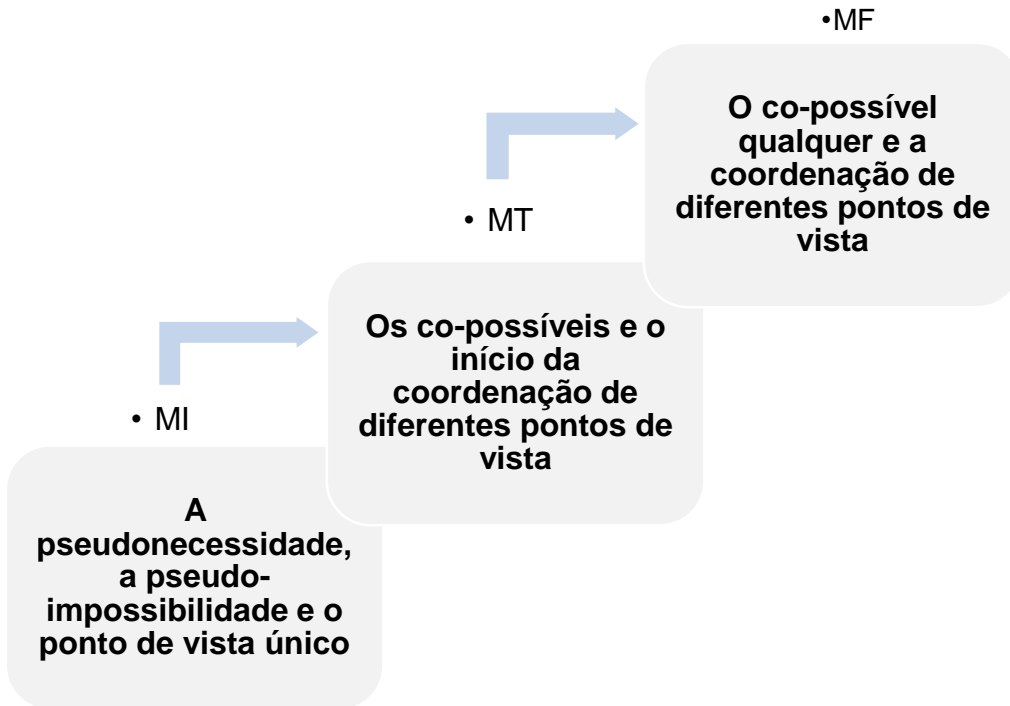 •MF
O co-possível
qualquer e a
coordenação de
diferentes pontos de
vista
• MT
Os co-possíveis e o
início da
coordenação de
diferentes pontos de
vista
• MI
A
pseudonecessidade,
a pseudo-
impossibilidade e o
ponto de vista único